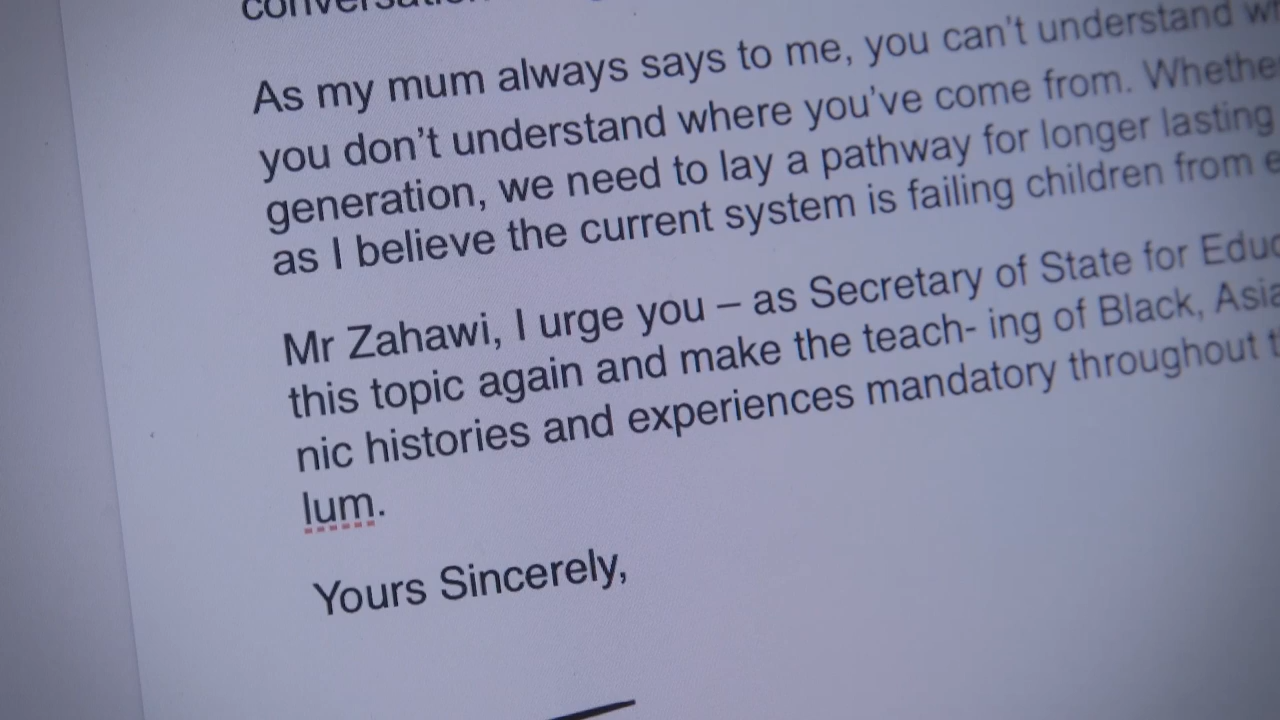 As my mum always says to me, you can't understand
you don't understand where you've come from.
generation, we need to lay a pathway for longer lasting
as I believe the current system is failing children from
Mr Zahawi, I urge you – as Secretary of State for
this topic again and make the teach- ing of Black,
nic histories and experiences mandatory throughout
lum.
Yours Sincerely,